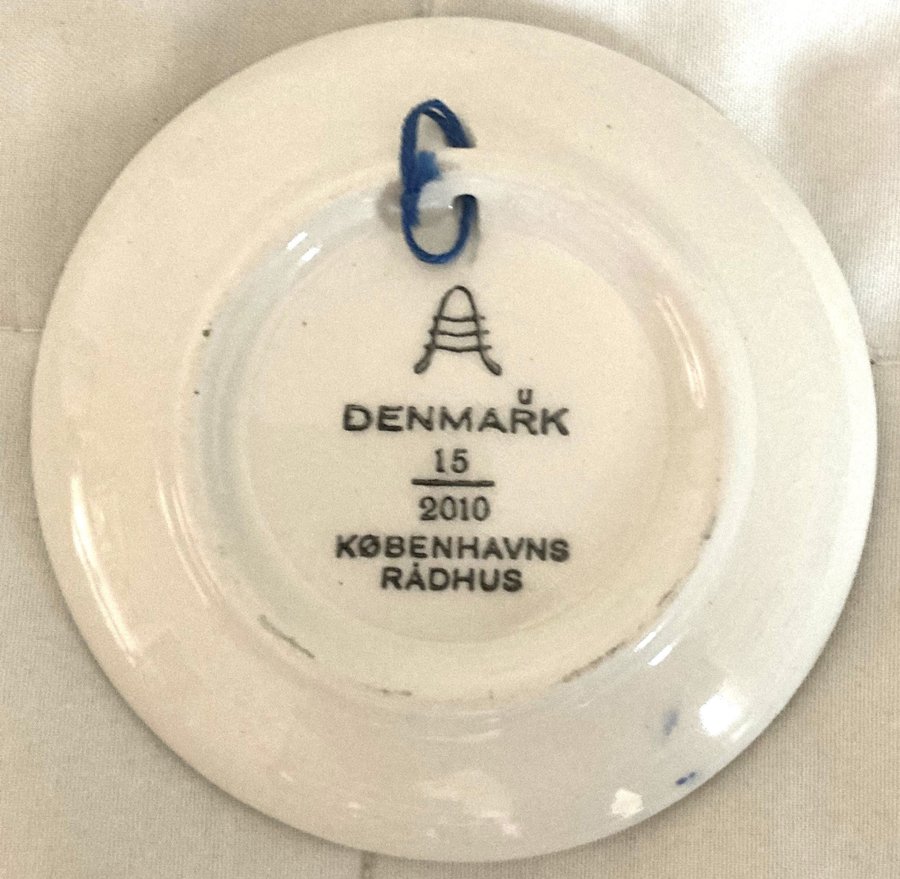 U
DENMARK
15
2010
KØBENHAVNS
RÅDHUS